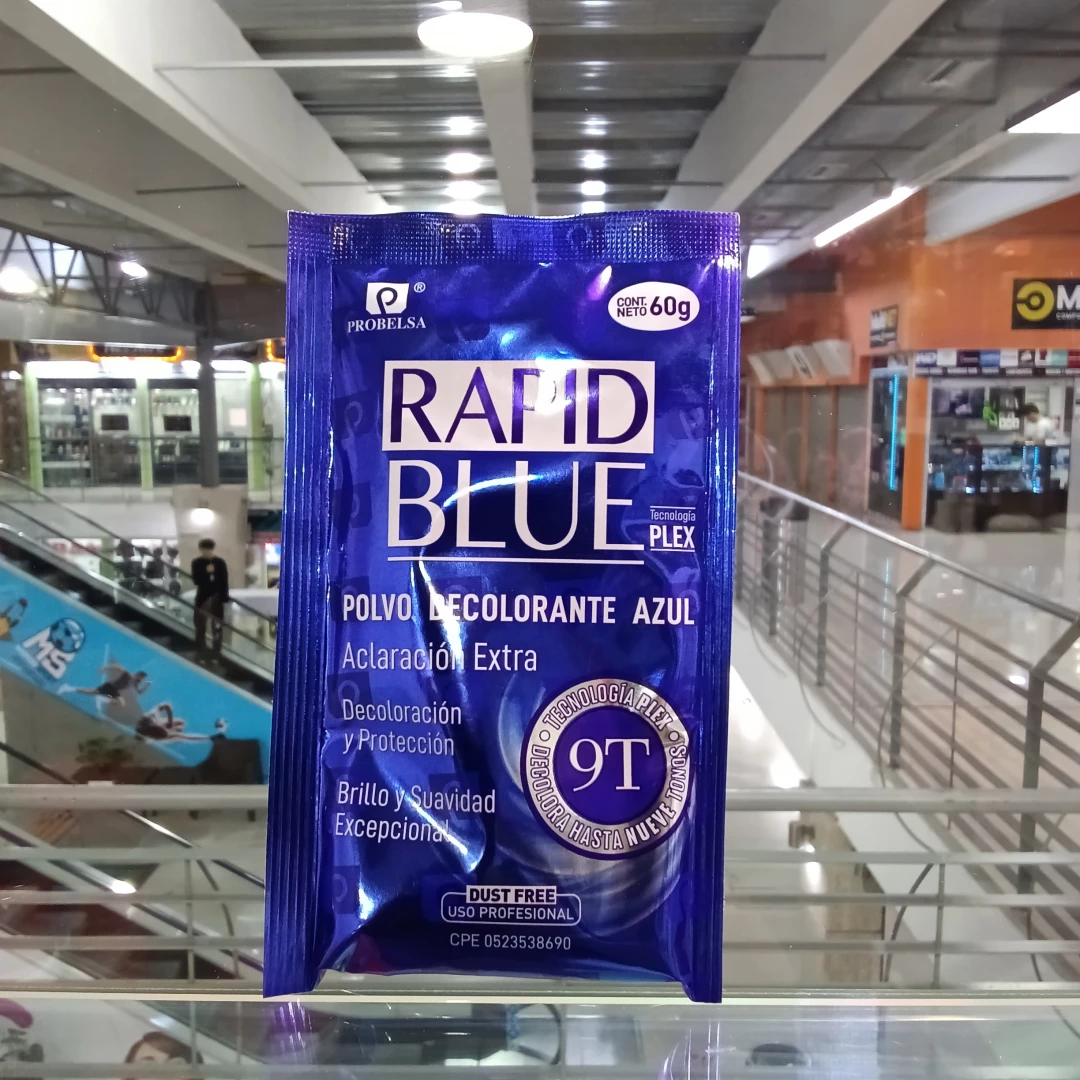 PROBELSA ®
CONT.
NETO 60g
RAPID
BLUE
Tecnología
PLEX
POLVO DECOLORANTE AZUL
Aclaración Extra
Decoloración
y Protección
Brillo y Suavidad
Excepcional
• TECNOLOGÍA PLEX •
9T
DECOLORA HASTA NUEVE TONOS
DUST FREE
USO PROFESIONAL
CPE 0523538690
MS